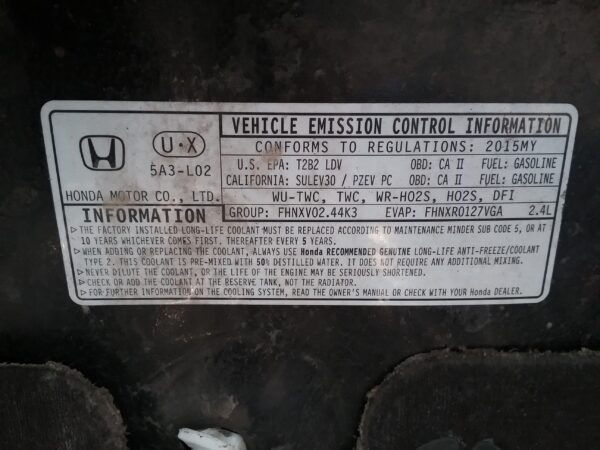 U·X
5A3-L02
HONDA MOTOR CO., LTD.
VEHICLE EMISSION CONTROL INFORMATION
CONFORMS TO REGULATIONS: 2015MY
U.S. EPA: T2B2 LDV OBD: CA II FUEL: GASOLINE
CALIFORNIA: SULEV30 / PZEV PC OBD: CA II FUEL: GASOLINE
WU-TWC, TWC, WR-HO2S, HO2S, DFI
GROUP: FHNXV02.44K3 EVAP: FHNXR0127VGA 2.4L
INFORMATION
▷THE FACTORY INSTALLED LONG-LIFE COOLANT MUST BE REPLACED ACCORDING TO MAINTENANCE MINDER SUB CODE 5, OR AT
10 YEARS WHICHEVER COMES FIRST. THEREAFTER EVERY 5 YEARS.
▷WHEN ADDING OR REPLACING THE COOLANT, ALWAYS USE Honda RECOMMENDED GENUINE LONG-LIFE ANTI-FREEZE/COOLANT
TYPE 2. THIS COOLANT IS PRE-MIXED WITH 50% DISTILLED WATER. IT DOES NOT REQUIRE ANY ADDITIONAL MIXING.
▷NEVER DILUTE THE COOLANT, OR THE LIFE OF THE ENGINE MAY BE SERIOUSLY SHORTENED.
▷CHECK OR ADD THE COOLANT AT THE RESERVE TANK, NOT THE RADIATOR.
▷FOR FURTHER INFORMATION ON THE COOLING SYSTEM, READ THE OWNER'S MANUAL OR CHECK WITH YOUR Honda DEALER.